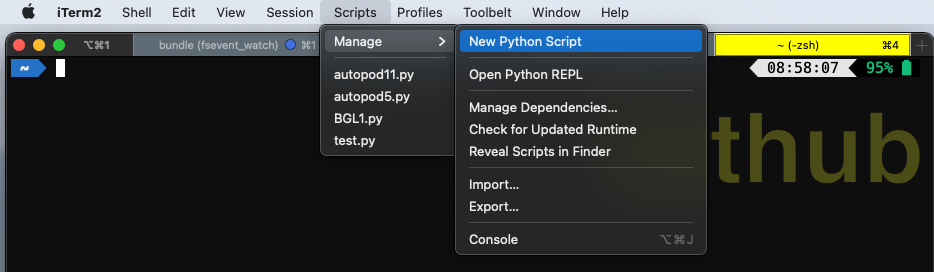 iTerm2 Shell Edit View Session Scripts Profiles Toolbelt Window Help
⌥⌘1 bundle (fsevent_watch) ⌘1 ~ (-zsh) ⌘4
~ 08:58:07 95%
Manage
autopod11.py
autopod5.py
BGL1.py
test.py
New Python Script
Open Python REPL
Manage Dependencies...
Check for Updated Runtime
Reveal Scripts in Finder
Import...
Export...
Console ⌥⌘J
thub